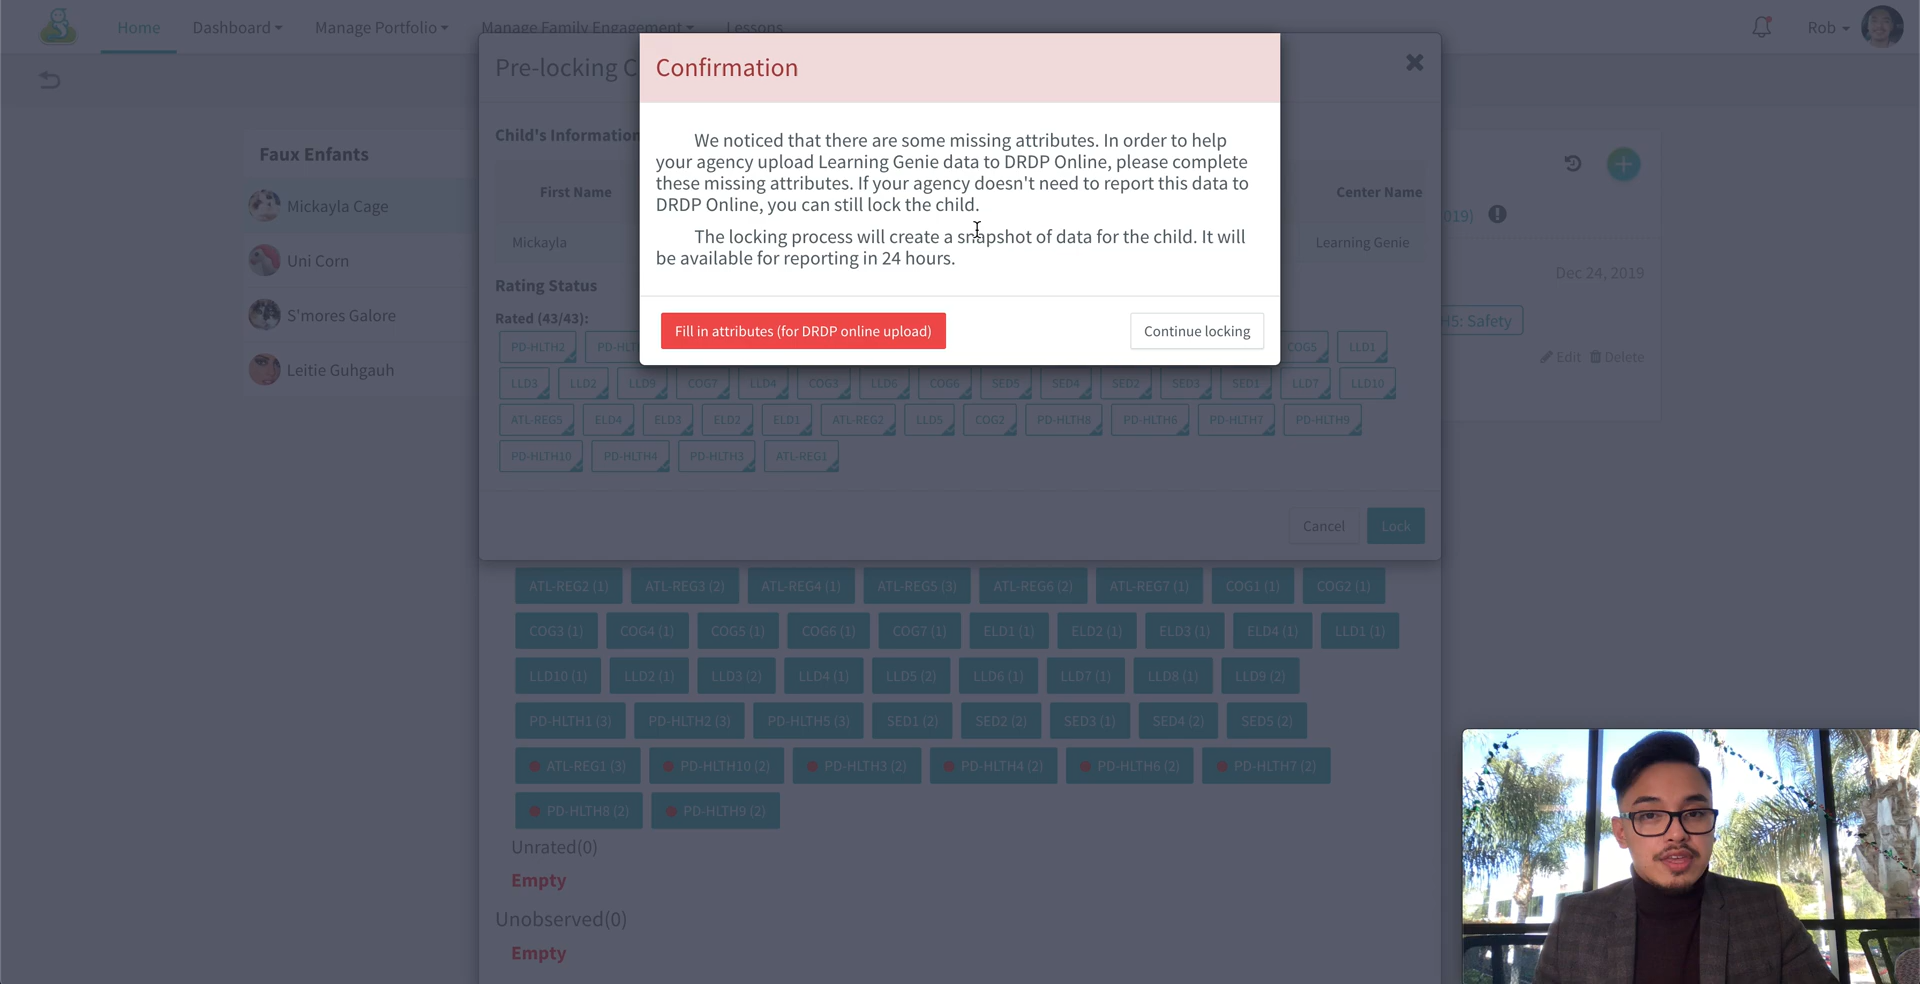 Home
Dashboard
Manage Portfolio
Manage Family Engagement
Lessons
Rob
Pre-locking C
Confirmation
Child's Information
We noticed that there are some missing attributes. In order to help
your agency upload Learning Genie data to DRDP Online, please complete
these missing attributes. If your agency doesn't need to report this data to
DRDP Online, you can still lock the child.
The locking process will create a snapshot of data for the child. It will
be available for reporting in 24 hours.
Fill in attributes (for DRDP online upload)
Continue locking
Faux Enfants
Mickayla Cage
Uni Corn
S'mores Galore
Leitie Guhgauh
First Name
Center Name
Mickayla
Learning Genie
019)
Dec 24, 2019
H5: Safety
Edit
Delete
Rating Status
Rated (43/43):
PD-HLTH2 PD-HLT COG5 LLD1
LLD3 LLD2 LLD9 COG7 LLD4 COG3 LLD6 COG6 SED5 SED4 SED2 SED3 SED1 LLD7 LLD10
ATL-REG5 ELD4 ELD3 ELD2 ELD1 ATL-REG2 LLD5 COG2 PD-HLTH8 PD-HLTH6 PD-HLTH7 PD-HLTH9
PD-HLTH10 PD-HLTH4 PD-HLTH3 ATL-REG1
Cancel
Lock
ATL-REG2 (1) ATL-REG3 (2) ATL-REG4 (1) ATL-REG5 (3) ATL-REG6 (2) ATL-REG7 (1) COG1 (1) COG2 (1)
COG3 (1) COG4 (1) COG5 (1) COG6 (1) COG7 (1) ELD1 (1) ELD2 (1) ELD3 (1) ELD4 (1) LLD1 (1)
LLD10 (1) LLD2 (1) LLD3 (2) LLD4 (1) LLD5 (2) LLD6 (1) LLD7 (1) LLD8 (1) LLD9 (2)
PD-HLTH1 (3) PD-HLTH2 (3) PD-HLTH5 (3) SED1 (2) SED2 (2) SED3 (1) SED4 (2) SED5 (2)
ATL-REG1 (3) PD-HLTH10 (2) PD-HLTH3 (2) PD-HLTH4 (2) PD-HLTH6 (2) PD-HLTH7 (2)
PD-HLTH8 (2) PD-HLTH9 (2)
Unrated(0)
Empty
Unobserved(0)
Empty